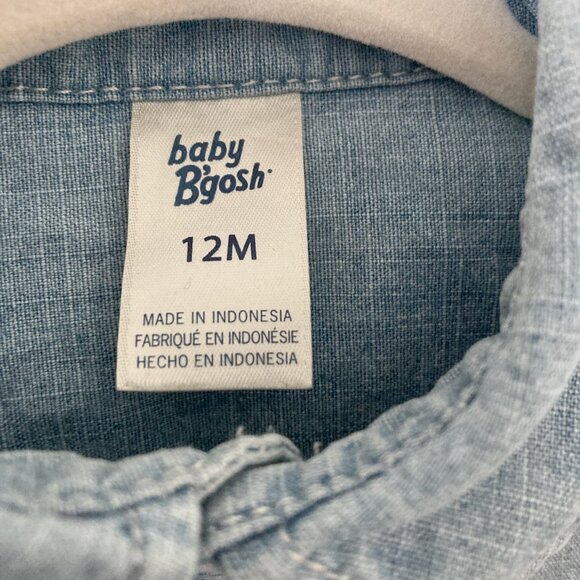 baby
B'gosh
12M
MADE IN INDONESIA
FABRIQUÉ EN INDONÉSIE
HECHO EN INDONESIA